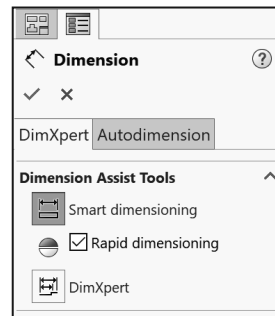 Dimension
DimXpert Autodimension
Dimension Assist Tools
Smart dimensioning
Rapid dimensioning
DimXpert